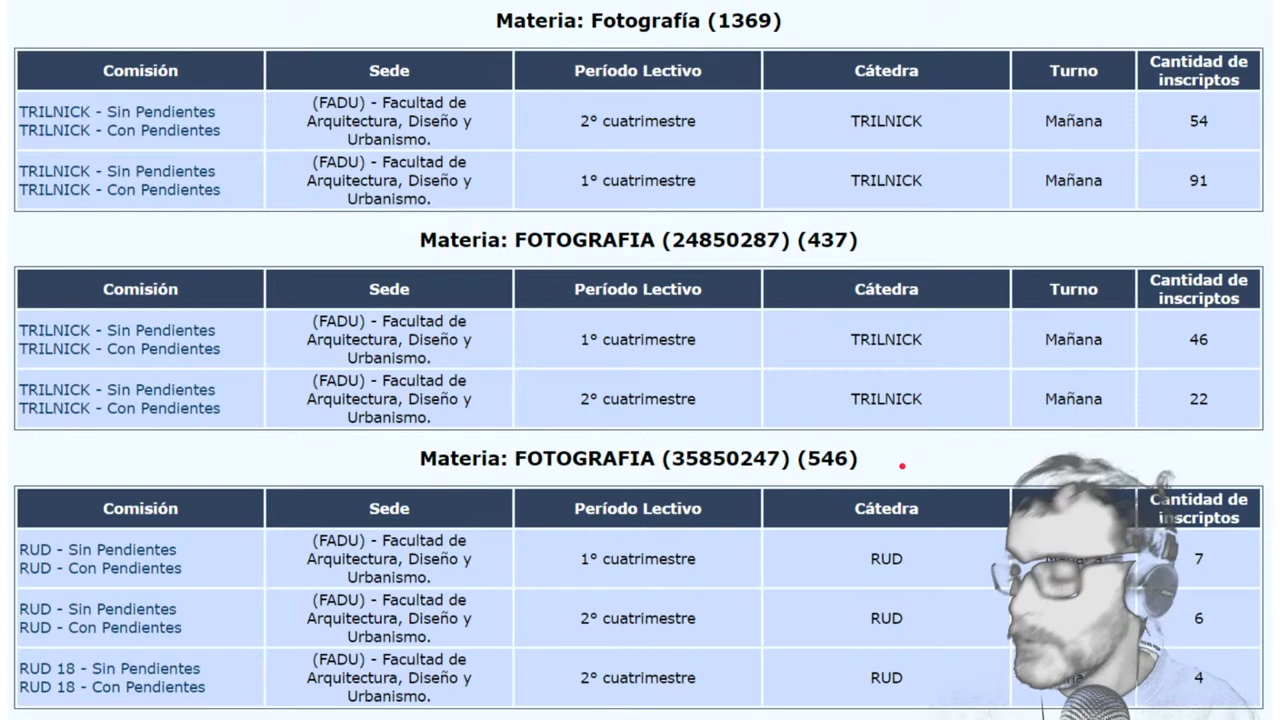 Materia: Fotografía (1369)
Comisión Sede Período Lectivo Cátedra Turno Cantidad de inscriptos
TRILNICK - Sin Pendientes
TRILNICK - Con Pendientes
(FADU) - Facultad de
Arquitectura, Diseño y
Urbanismo.
2° cuatrimestre TRILNICK Mañana 54
TRILNICK - Sin Pendientes
TRILNICK - Con Pendientes
(FADU) - Facultad de
Arquitectura, Diseño y
Urbanismo.
1° cuatrimestre TRILNICK Mañana 91
Materia: FOTOGRAFIA (24850287) (437)
Comisión Sede Período Lectivo Cátedra Turno Cantidad de inscriptos
TRILNICK - Sin Pendientes
TRILNICK - Con Pendientes
(FADU) - Facultad de
Arquitectura, Diseño y
Urbanismo.
1° cuatrimestre TRILNICK Mañana 46
TRILNICK - Sin Pendientes
TRILNICK - Con Pendientes
(FADU) - Facultad de
Arquitectura, Diseño y
Urbanismo.
2° cuatrimestre TRILNICK Mañana 22
Materia: FOTOGRAFIA (35850247) (546)
Comisión Sede Período Lectivo Cátedra Cantidad de inscriptos
RUD - Sin Pendientes
RUD - Con Pendientes
(FADU) - Facultad de
Arquitectura, Diseño y
Urbanismo.
1° cuatrimestre RUD 7
RUD - Sin Pendientes
RUD - Con Pendientes
(FADU) - Facultad de
Arquitectura, Diseño y
Urbanismo.
2° cuatrimestre RUD 6
RUD 18 - Sin Pendientes
RUD 18 - Con Pendientes
(FADU) - Facultad de
Arquitectura, Diseño y
Urbanismo.
2° cuatrimestre RUD 4